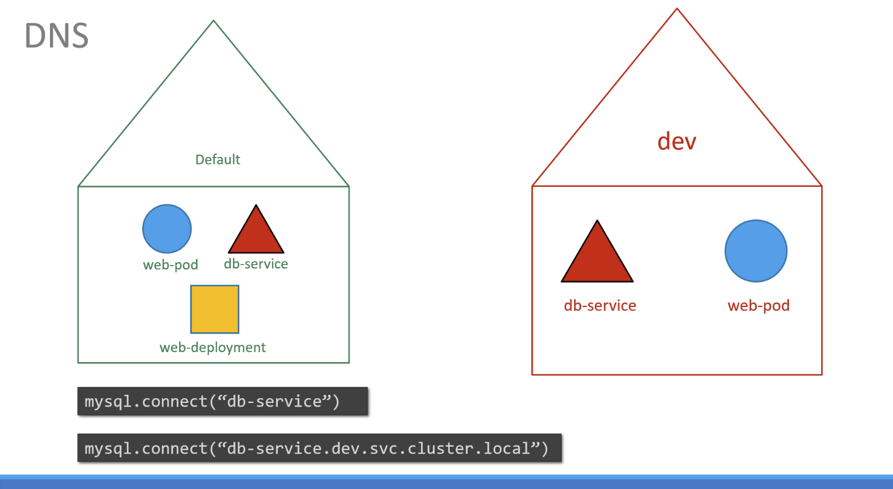 DNS
Default
dev
web-pod
db-service
web-deployment
db-service
web-pod
mysql.connect(“db-service”)
mysql.connect(“db-service.dev.svc.cluster.local”)